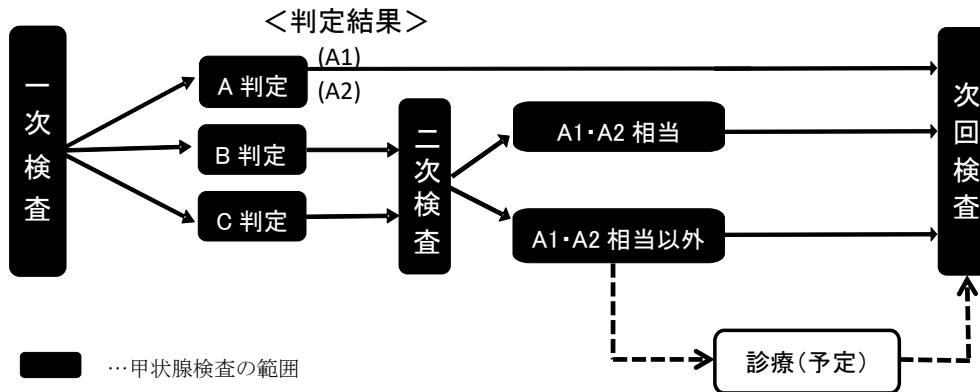 ＜判定結果＞
一次検査
A 判定
(A1)
(A2)
B 判定
C 判定
二次検査
A1・A2 相当
A1・A2 相当以外
次回検査
診療（予定）
…甲状腺検査の範囲